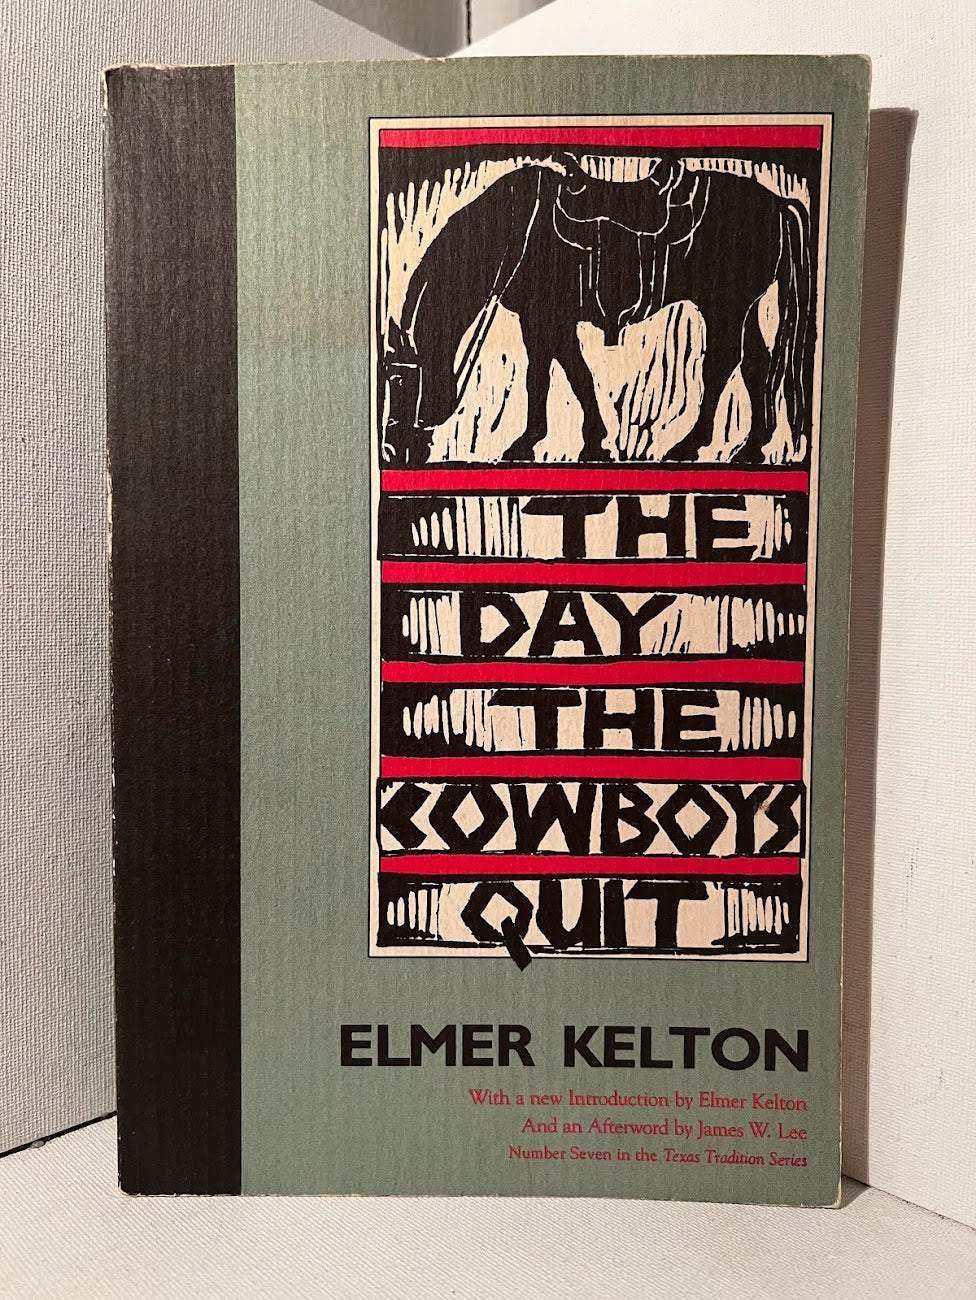 THE
DAY
THE
COWBOYS
QUIT
ELMER KELTON
With a new Introduction by Elmer Kelton
And an Afterword by James W. Lee
Number Seven in the Texas Tradition Series